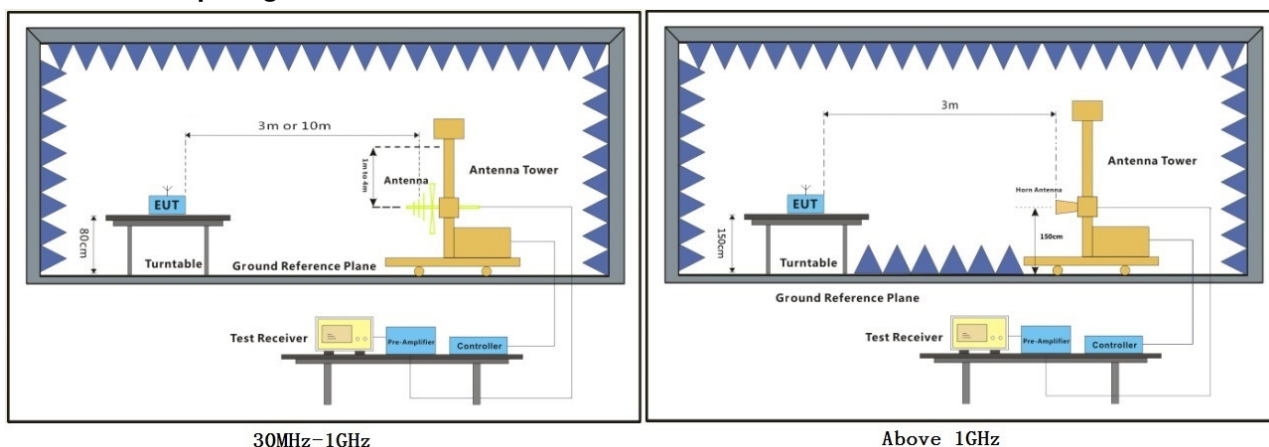 3m or 10m
1m to 4m
Antenna
Antenna Tower
EUT
80cm
Turntable
Ground Reference Plane
Test Receiver
Pre-Amplifier
Controller
30MHz-1GHz
3m
Antenna Tower
Horn Antenna
EUT
150cm
150cm
Turntable
Ground Reference Plane
Test Receiver
Pre-Amplifier
Controller
Above 1GHz